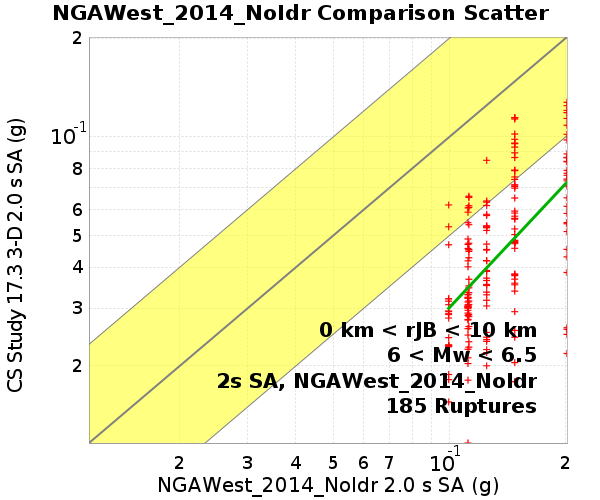 NGAWest_2014_NoIdr Comparison Scatter
CS Study 17.3 3-D 2.0 s SA (g)
2
10-1
8
6
5
4
3
2
0 km < rJB < 10 km
6 < Mw < 6.5
2s SA, NGAWest_2014_NoIdr
185 Ruptures
2 3 4 5 6 7 10-1 2
NGAWest_2014_NoIdr 2.0 s SA (g)